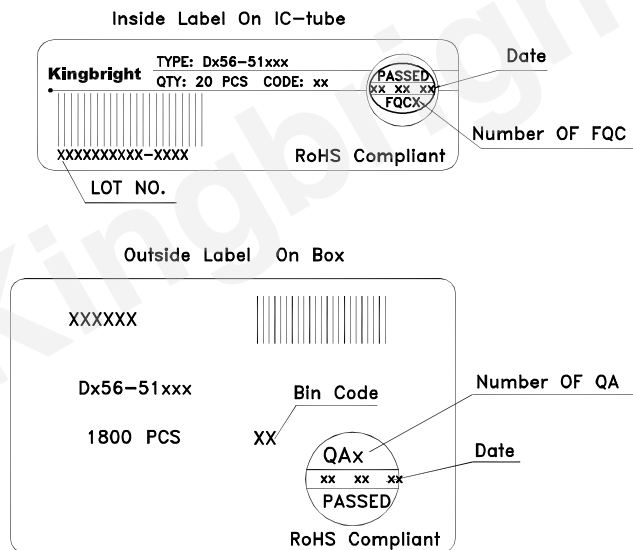 Inside Label On IC-tube
TYPE: Dx56-51xxx
Kingbright
QTY: 20 PCS CODE: xx
PASSED
xx xx xx
FQCX
Date
Number OF FQC
XXXXXXXXXX-XXXX
RoHS Compliant
LOT NO.
Outside Label On Box
XXXXXX
Dx56-51xxx
Bin Code
Number OF QA
1800 PCS
XX
QAx
Date
xx xx xx
PASSED
RoHS Compliant
Kingbright